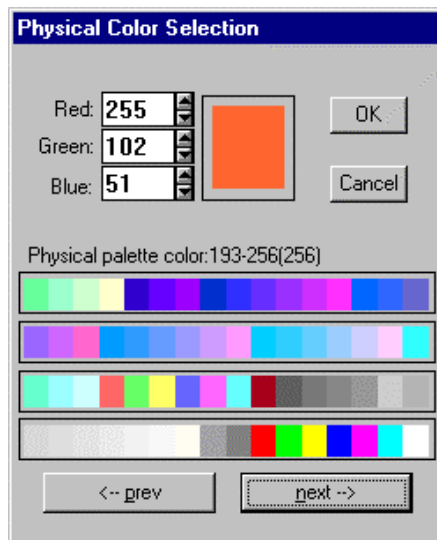 Physical Color Selection
Red: 255
OK
Green: 102
Blue: 51
Cancel
Physical palette color:193-256(256)
<-- prev
next -->